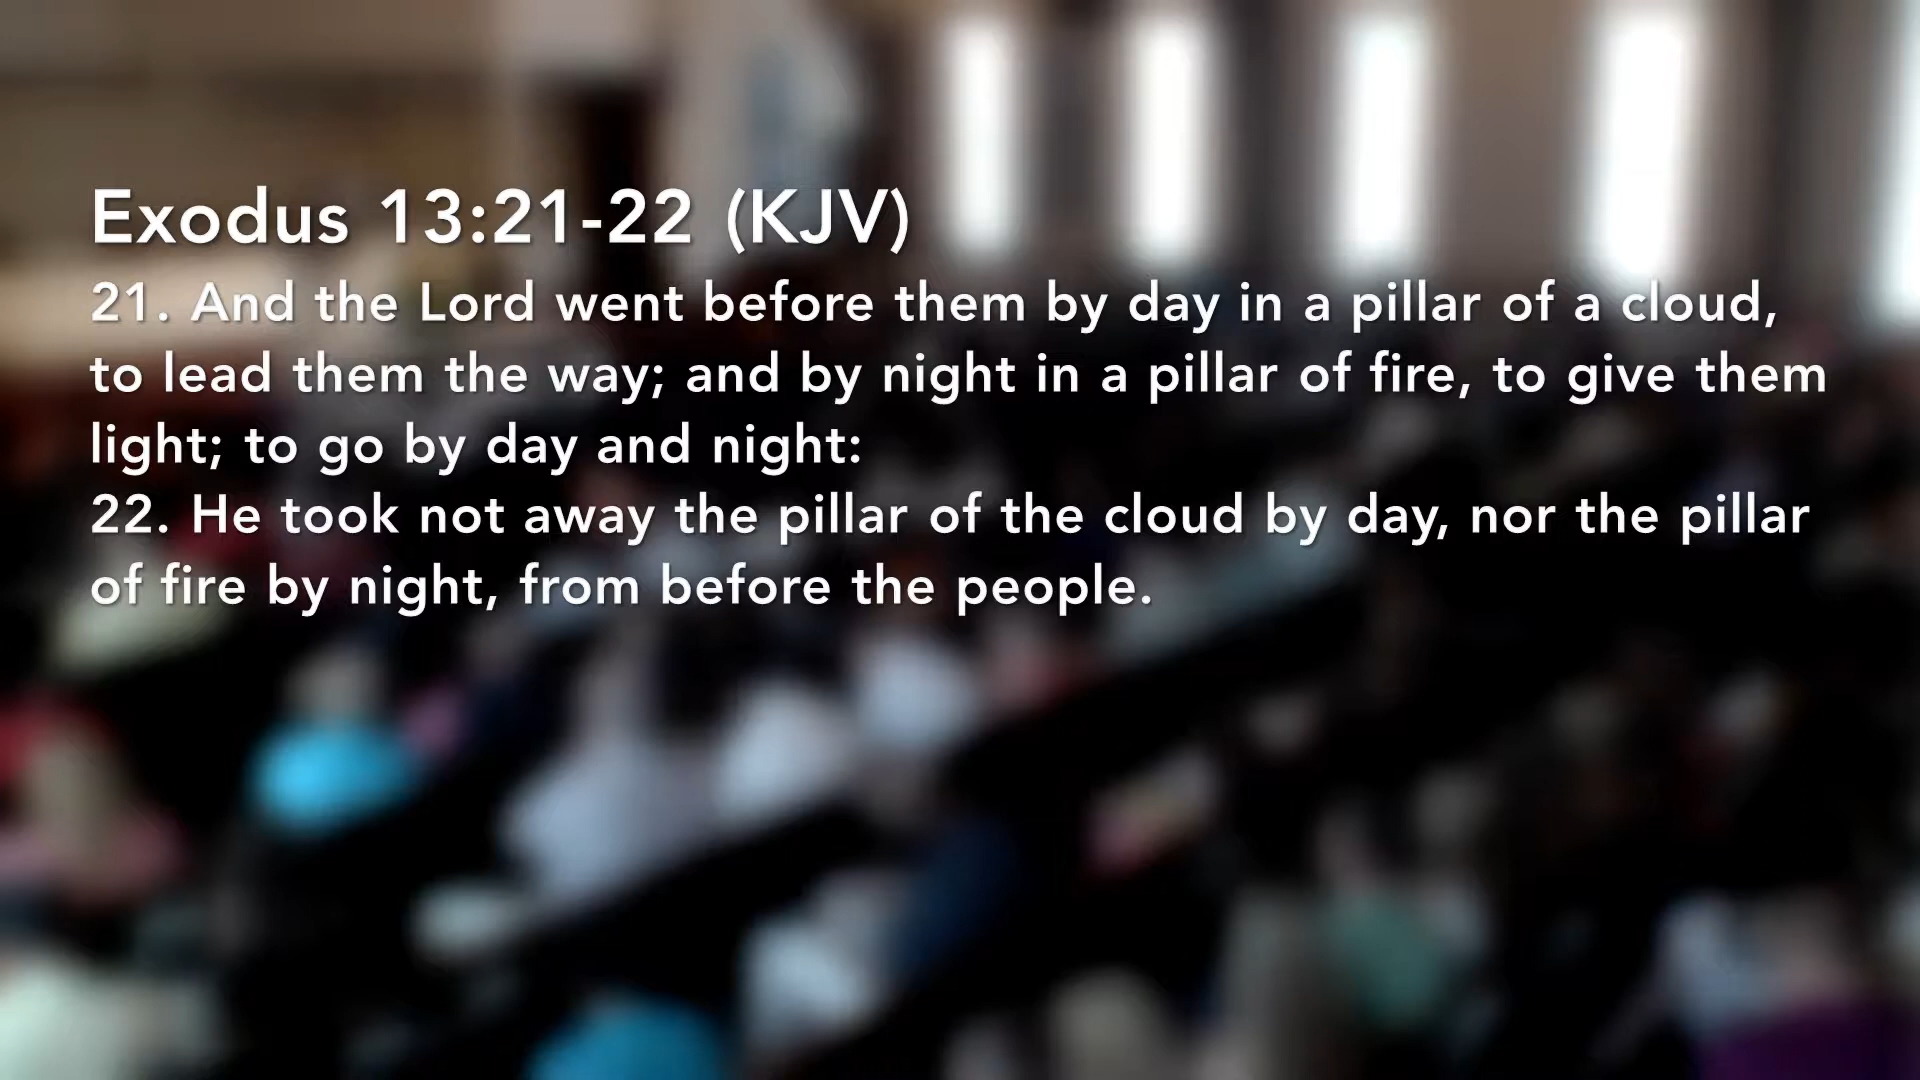 Exodus 13:21-22 (KJV)
21. And the Lord went before them by day in a pillar of a cloud,
to lead them the way; and by night in a pillar of fire, to give them
light; to go by day and night:
22. He took not away the pillar of the cloud by day, nor the pillar
of fire by night, from before the people.